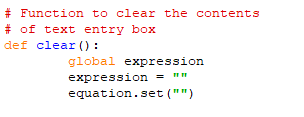 # Function to clear the contents
# of text entry box
def clear():
        global expression
        expression = ""
        equation.set("")